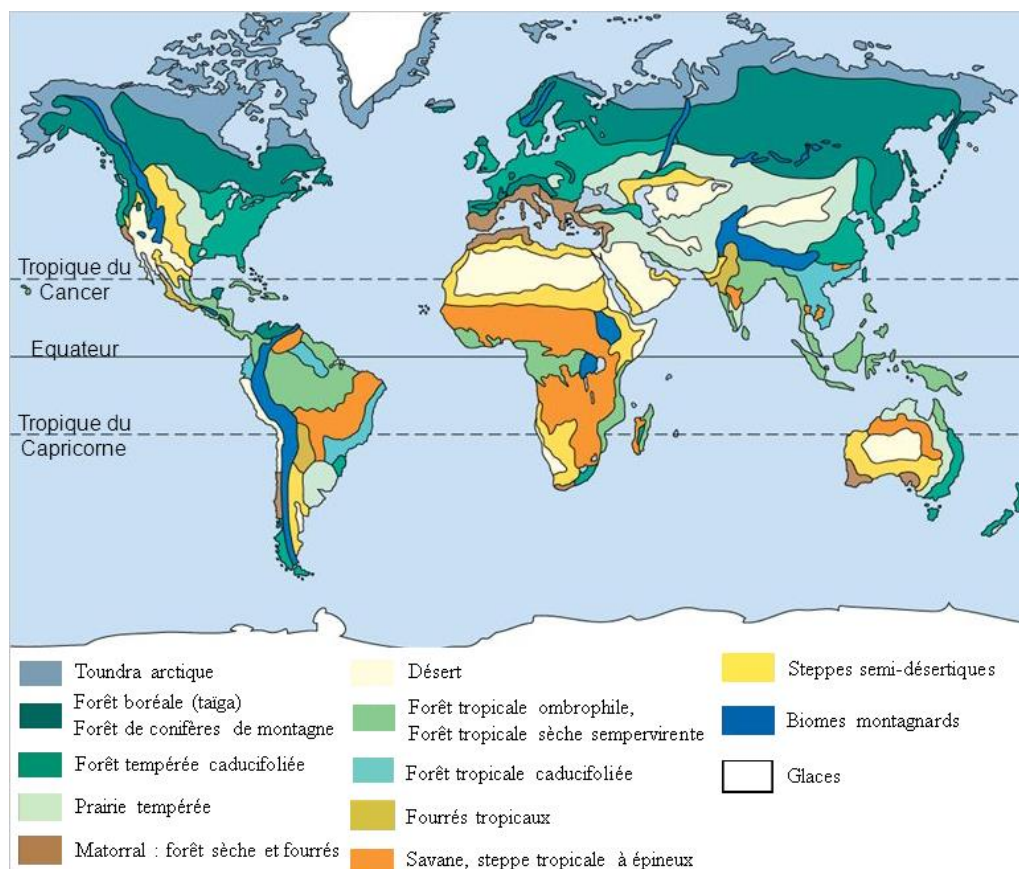 Tropique du
Cancer
Equateur
Tropique du
Capricorne
Toundra arctique
Forêt boréale (taïga)
Forêt de conifères de montagne
Forêt tempérée caducifoliée
Prairie tempérée
Matorral : forêt sèche et fourrés
Désert
Forêt tropicale ombrophile,
Forêt tropicale sèche sempervirente
Forêt tropicale caducifoliée
Fourrés tropicaux
Savane, steppe tropicale à épineux
Steppes semi-désertiques
Biomes montagnards
Glaces